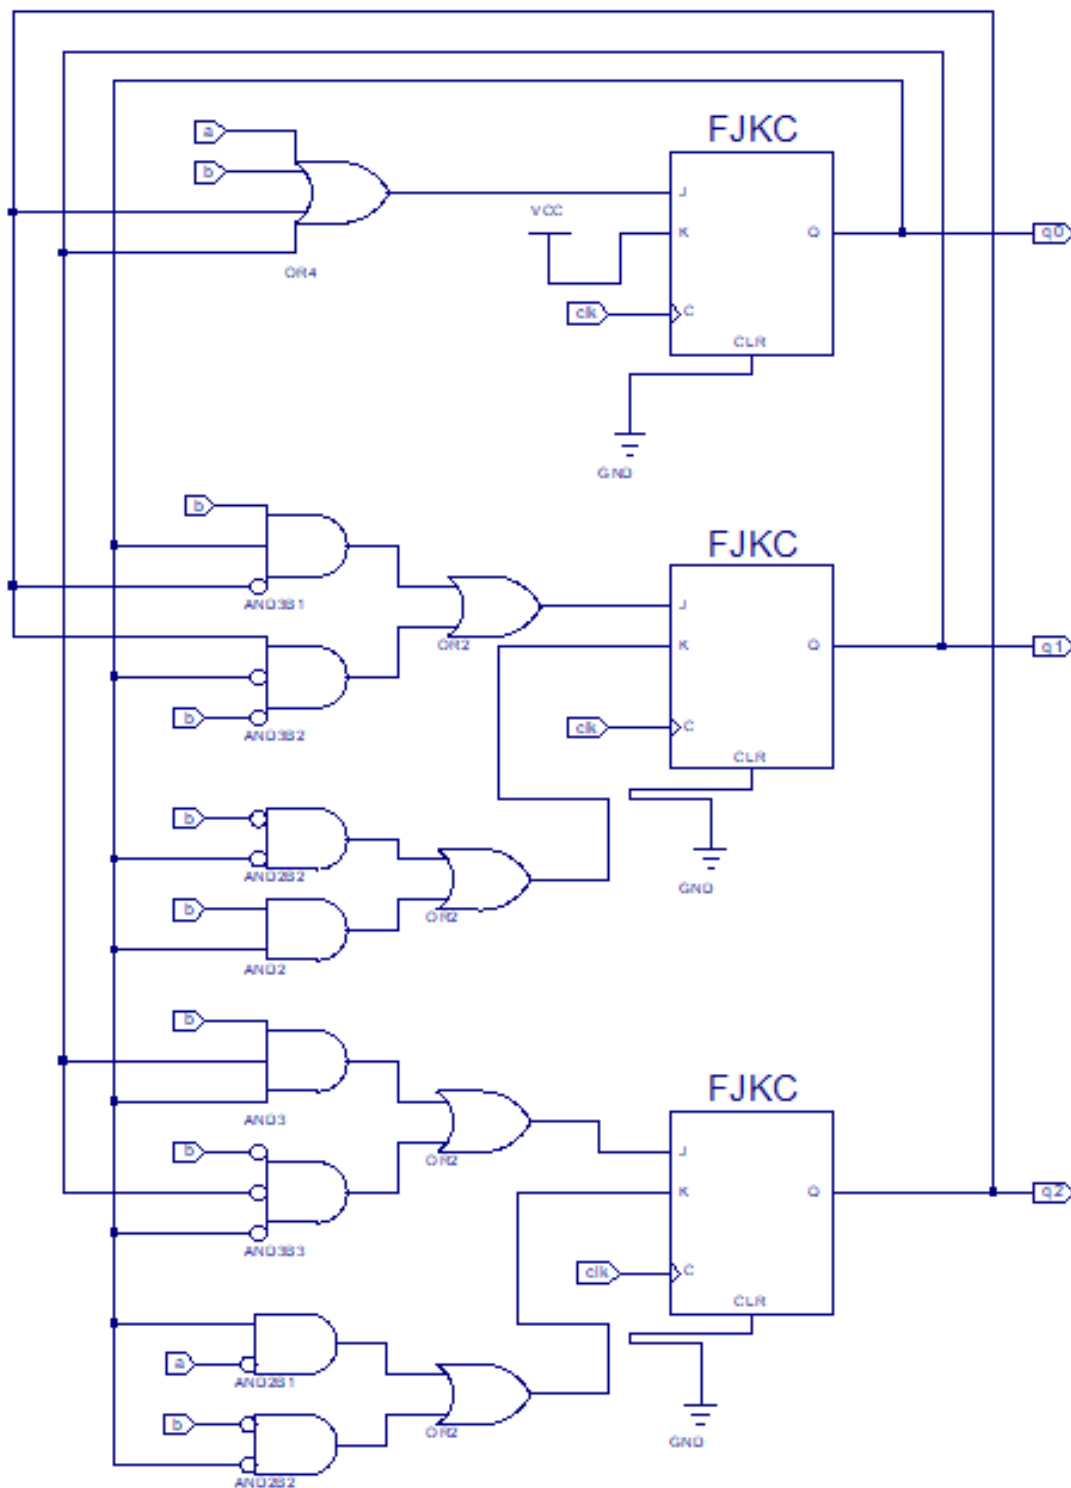 FJKC
a
b
J
VCC
K
Q
q0
OR4
clk
C
CLR
GND
b
FJKC
AND3B1
J
OR2
K
Q
q1
b
AND3B2
clk
C
CLR
b
AND2B2
GND
b
OR2
AND2
b
FJKC
AND3
J
b
OR2
K
Q
q2
AND3B3
clk
C
CLR
a
AND2B1
b
OR2
GND
AND2B2